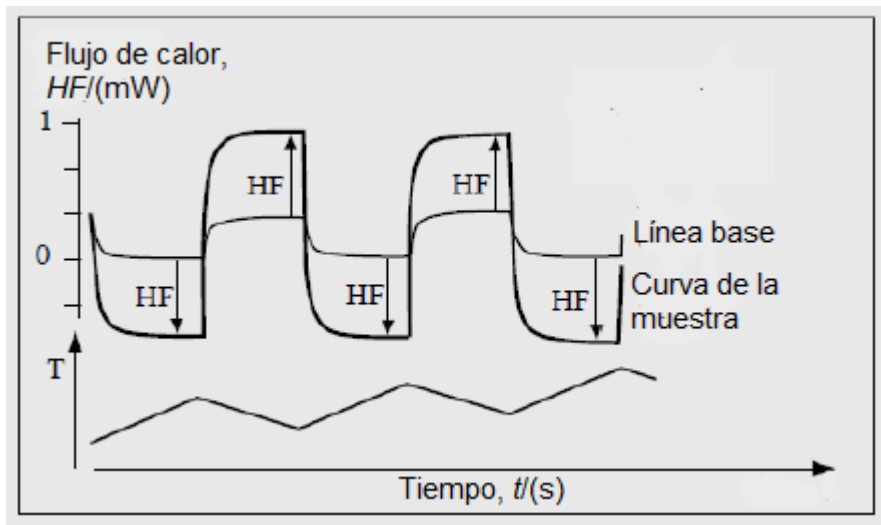 Flujo de calor,
HF/(mW)
1
HF
HF
0
Línea base
HF
HF
HF
Curva de la
muestra
T
Tiempo, t/(s)